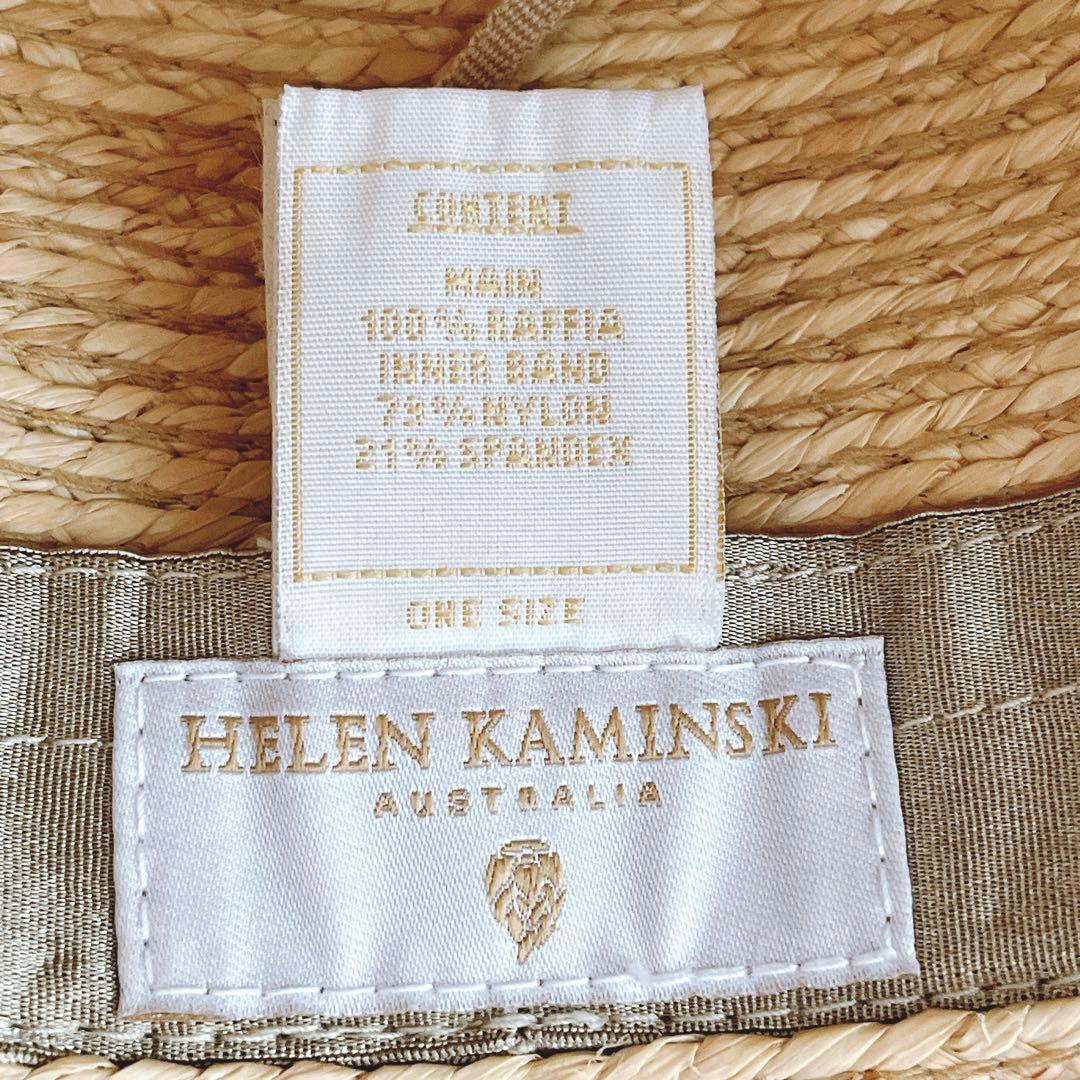 CONTENT
MAIN
100% RAFFIA
INNER BAND
79% NYLON
21% SPANDEX
ONE SIZE
HELEN KAMINSKI
AUSTRALIA